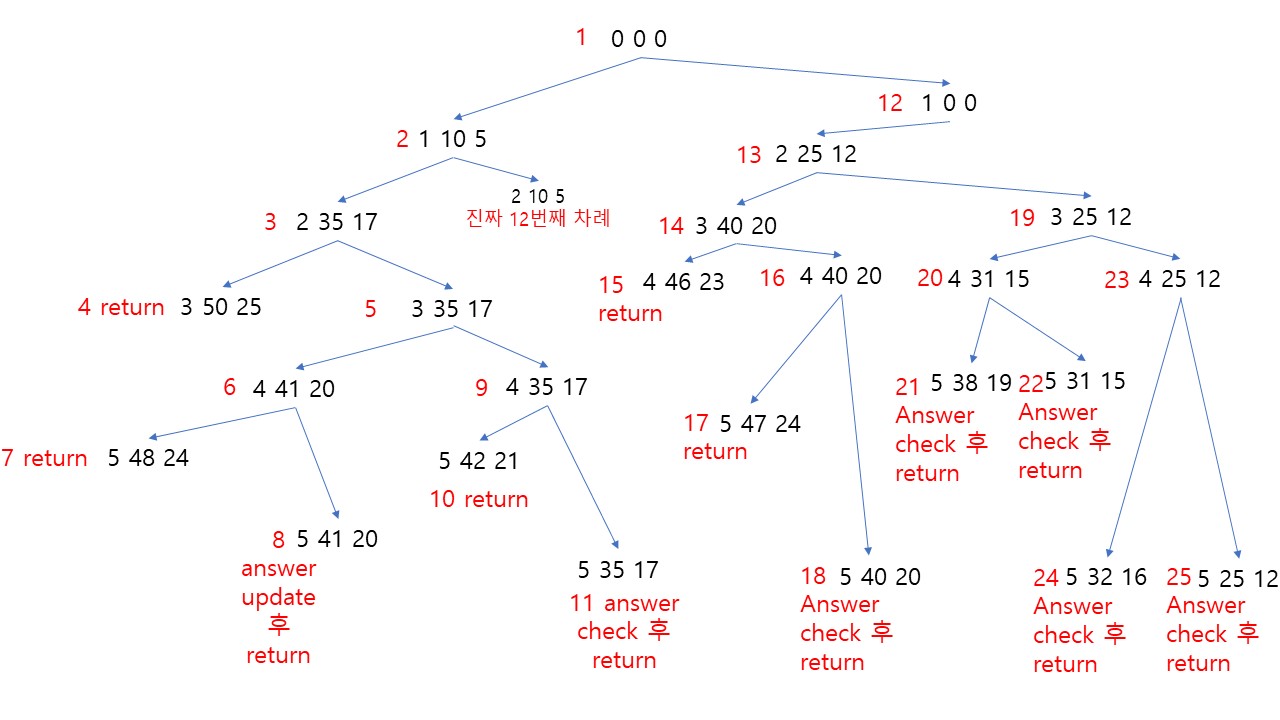 1 0 0 0
12 1 0 0
2 1 10 5
13 2 25 12
2 10 5
진짜 12번째 차례
3 2 35 17
14 3 40 20
19 3 25 12
4 return 3 50 25
5 3 35 17
15 4 46 23
return
16 4 40 20
20 4 31 15
23 4 25 12
6 4 41 20
9 4 35 17
7 return 5 48 24
5 42 21
10 return
17 5 47 24
return
21 5 38 19
Answer
check 후
return
22 5 31 15
Answer
check 후
return
8 5 41 20
answer
update
후
return
5 35 17
11 answer
check 후
return
18 5 40 20
Answer
check 후
return
24 5 32 16
Answer
check 후
return
25 5 25 12
Answer
check 후
return